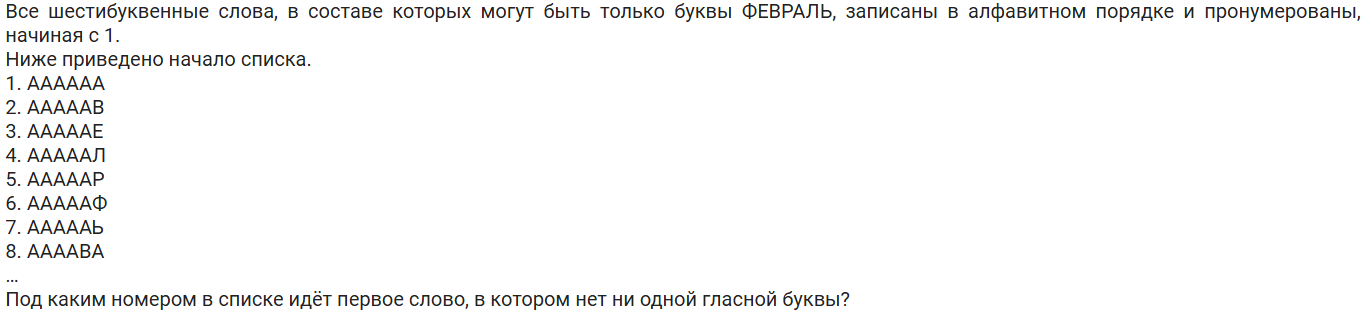 Все шестибуквенные слова, в составе которых могут быть только буквы ФЕВРАЛЬ, записаны в алфавитном порядке и пронумерованы,
начиная с 1.
Ниже приведено начало списка.
1. АААААА
2. АААААВ
3. АААААЕ
4. АААААЛ
5. АААААР
6. АААААФ
7. АААААЬ
8. ААААВА
…
Под каким номером в списке идёт первое слово, в котором нет ни одной гласной буквы?